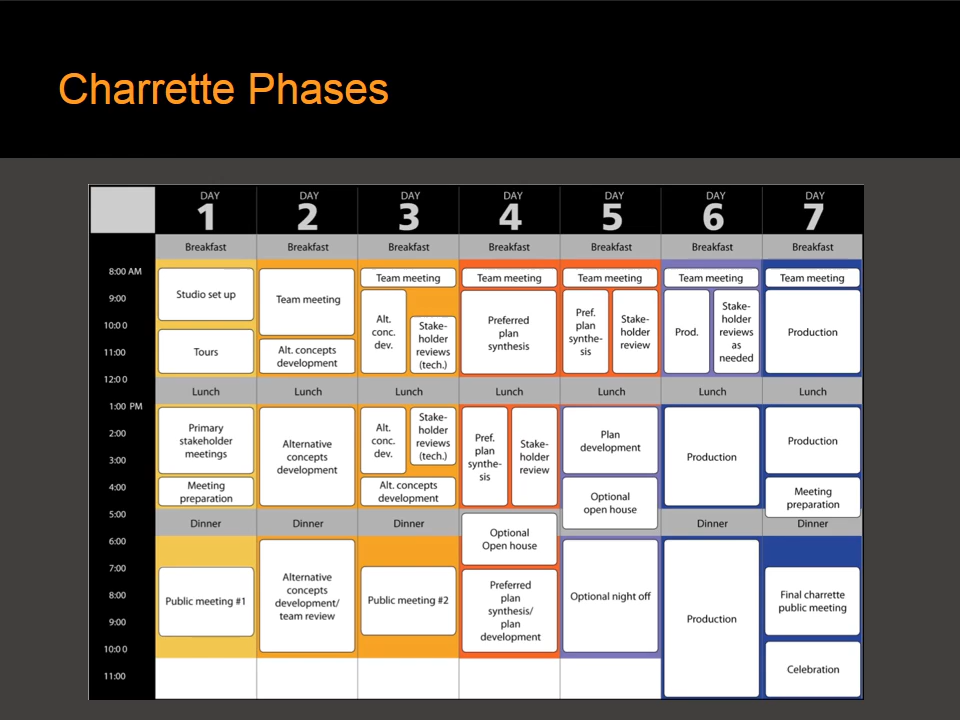 Charrette Phases
DAY DAY DAY DAY DAY DAY DAY
1 2 3 4 5 6 7
Breakfast Breakfast Breakfast Breakfast Breakfast Breakfast Breakfast
8:00 AM
9:00
10:0 0
11:00
12:0 0
1:00 PM
2:00
3:00
4:00
5:00
6:00
7:00
8:00
9:00
10:0 0
11:00
Studio set up
Tours
Lunch
Primary
stakeholder
meetings
Meeting
preparation
Dinner
Public meeting #1
Team meeting
Alt. concepts
development
Lunch
Alternative
concepts
development
Dinner
Alternative
concepts
development/
team review
Team meeting
Alt.
conc.
dev.
Stake-
holder
reviews
(tech.)
Lunch
Alt.
conc.
dev.
Stake-
holder
reviews
(tech.)
Alt. concepts
development
Dinner
Public meeting #2
Team meeting
Preferred
plan
synthesis
Lunch
Pref.
plan
synthe-
sis
Stake-
holder
review
Optional
Open house
Preferred
plan
synthesis/
plan
development
Team meeting
Pref.
plan
synthe-
sis
Stake-
holder
review
Lunch
Plan
development
Optional
open house
Optional night off
Team meeting
Prod.
Stake-
holder
reviews
as
needed
Lunch
Production
Dinner
Production
Team meeting
Production
Lunch
Production
Meeting
preparation
Dinner
Final charrette
public meeting
Celebration